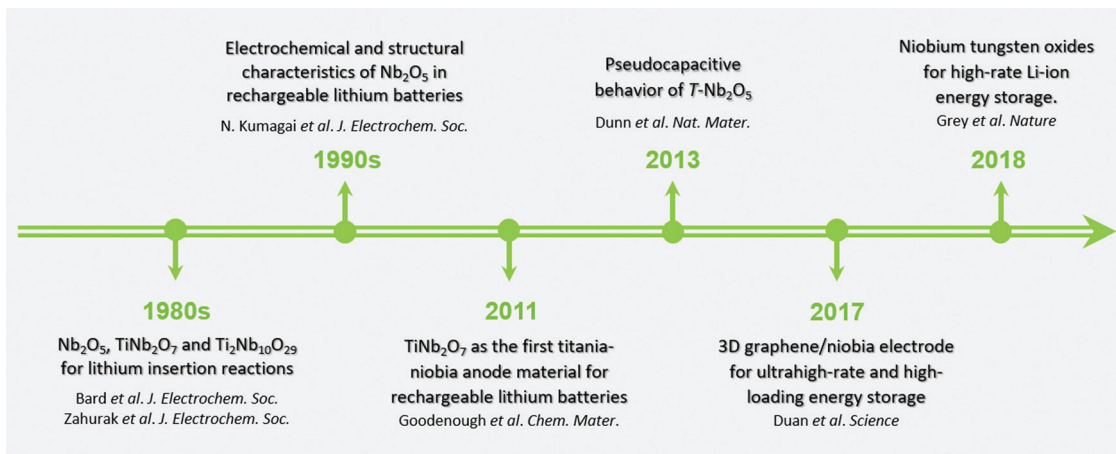 Electrochemical and structural
characteristics of Nb₂O₅ in
rechargeable lithium batteries
N. Kumagai et al. J. Electrochem. Soc.
1990s
Pseudocapacitive
behavior of T-Nb₂O₅
Dunn et al. Nat. Mater.
2013
Niobium tungsten oxides
for high-rate Li-ion
energy storage.
Grey et al. Nature
2018
1980s
Nb₂O₅, TiNb₂O₇ and Ti₂Nb₁₀O₂₉
for lithium insertion reactions
Bard et al. J. Electrochem. Soc.
Zahurak et al. J. Electrochem. Soc.
2011
TiNb₂O₇ as the first titania-
niobia anode material for
rechargeable lithium batteries
Goodenough et al. Chem. Mater.
2017
3D graphene/niobia electrode
for ultrahigh-rate and high-
loading energy storage
Duan et al. Science